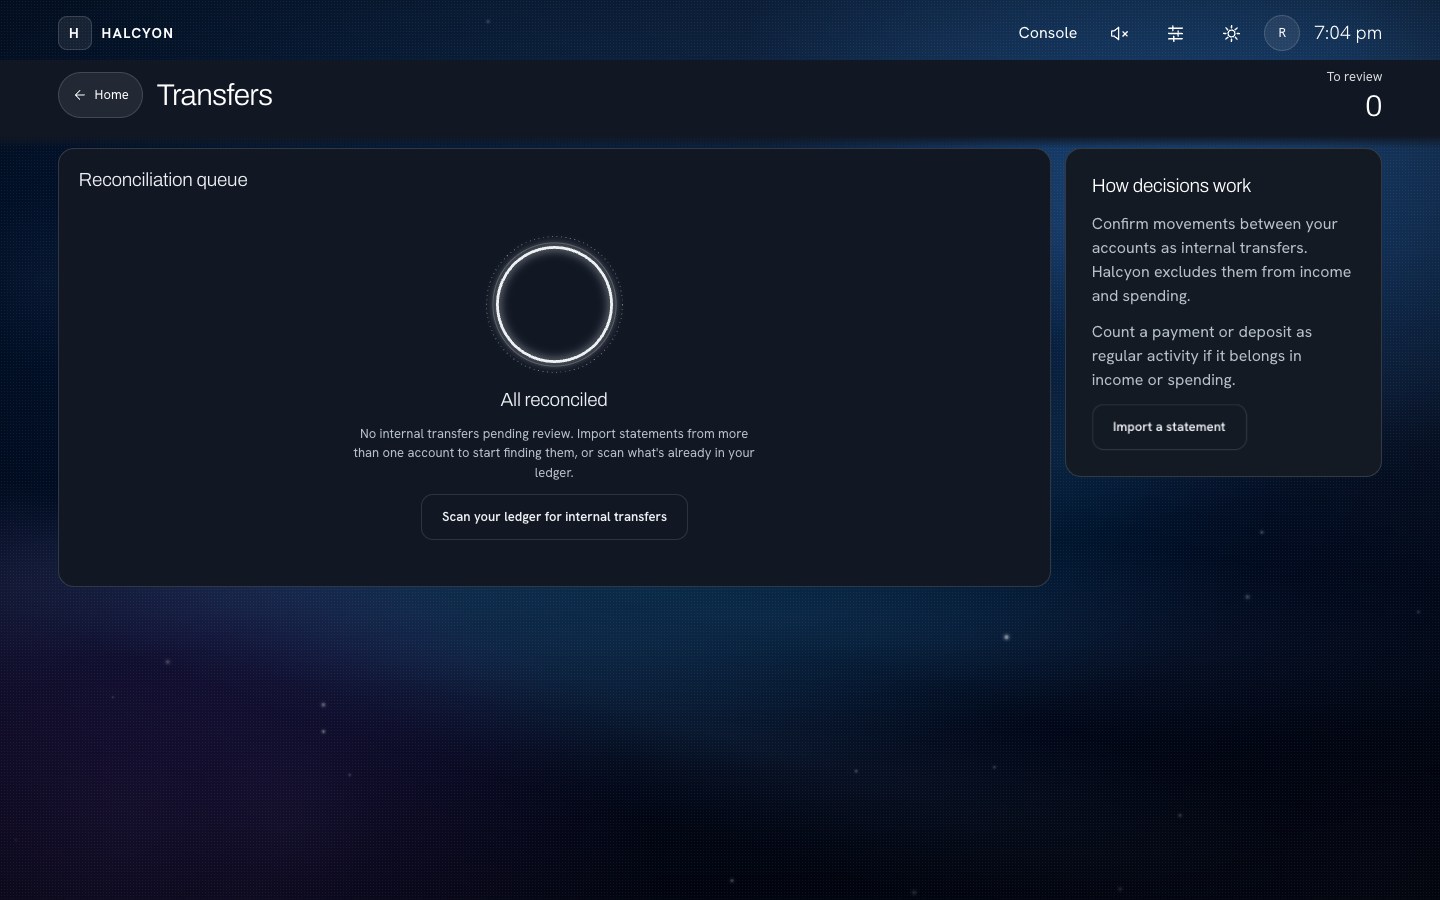 H HALCYON
Console
R
7:04 pm
← Home
Transfers
To review
0
Reconciliation queue
All reconciled
No internal transfers pending review. Import statements from more
than one account to start finding them, or scan what's already in your
ledger.
Scan your ledger for internal transfers
How decisions work
Confirm movements between your
accounts as internal transfers.
Halcyon excludes them from income
and spending.
Count a payment or deposit as
regular activity if it belongs in
income or spending.
Import a statement